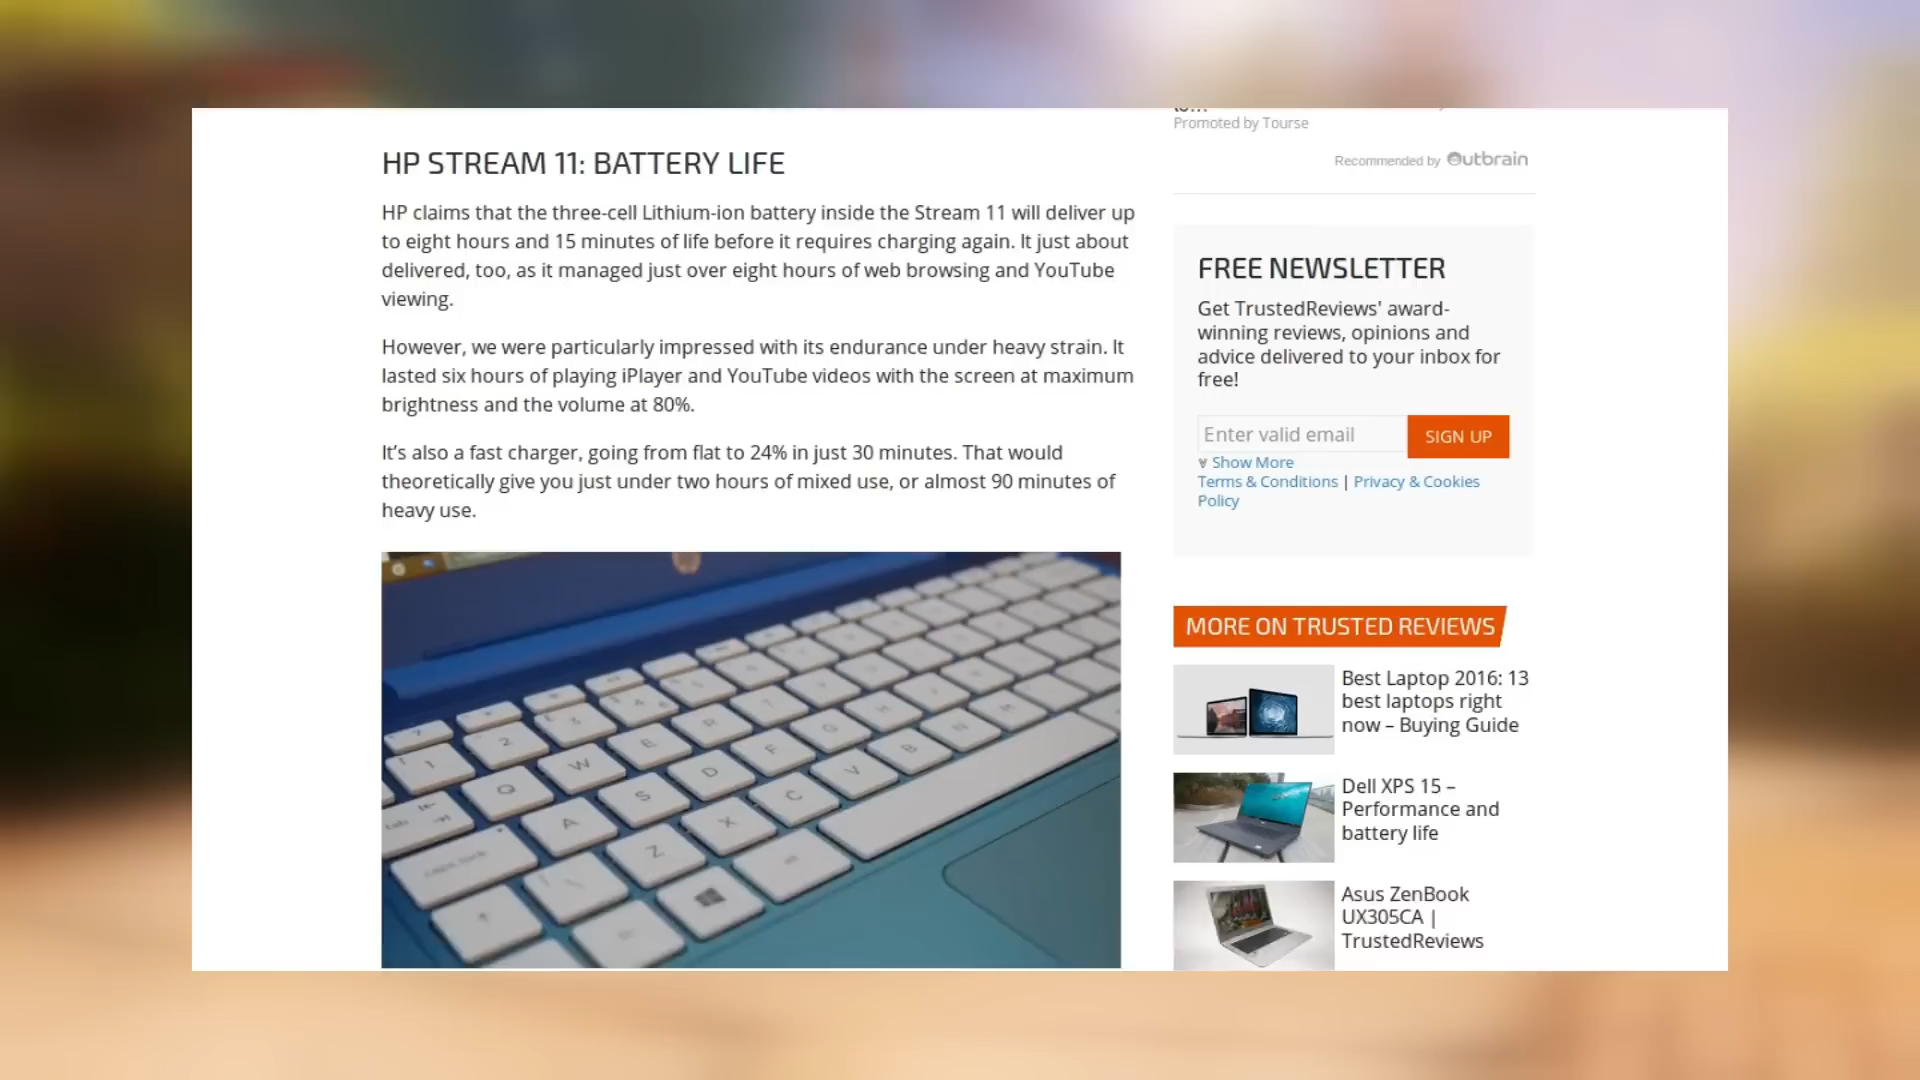 Promoted by Tourse
Recommended by Outbrain
HP STREAM 11: BATTERY LIFE
HP claims that the three-cell Lithium-ion battery inside the Stream 11 will deliver up
to eight hours and 15 minutes of life before it requires charging again. It just about
delivered, too, as it managed just over eight hours of web browsing and YouTube
viewing.
However, we were particularly impressed with its endurance under heavy strain. It
lasted six hours of playing iPlayer and YouTube videos with the screen at maximum
brightness and the volume at 80%.
It's also a fast charger, going from flat to 24% in just 30 minutes. That would
theoretically give you just under two hours of mixed use, or almost 90 minutes of
heavy use.
1 2 3 4
Q W E R T
A S D F G H
Z X C V B N M
caps lock
tab
alt
FREE NEWSLETTER
Get TrustedReviews' award-
winning reviews, opinions and
advice delivered to your inbox for
free!
Enter valid email
SIGN UP
Show More
Terms & Conditions | Privacy & Cookies
Policy
MORE ON TRUSTED REVIEWS
Best Laptop 2016: 13
best laptops right
now – Buying Guide
Dell XPS 15 –
Performance and
battery life
Asus ZenBook
UX305CA |
TrustedReviews